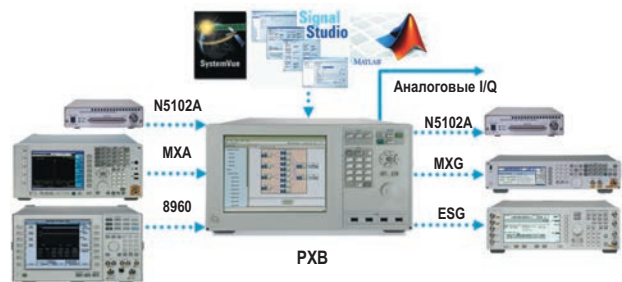 Signal
Studio
SystemVue
MATLAB
Аналоговые I/Q
N5102A
N5102A
MXA
MXG
8960
ESG
PXB